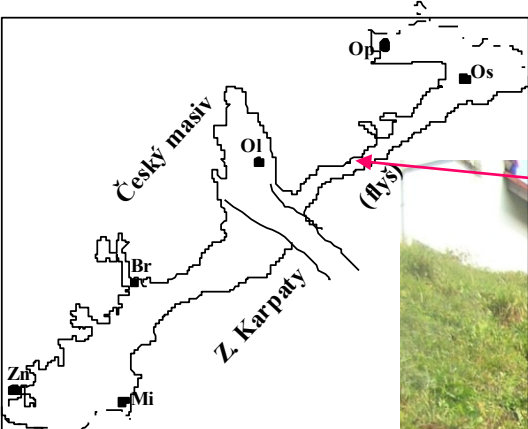 Op
Os
Český masiv
Ol
(flyš)
Br
Z. Karpaty
Zn
Mi